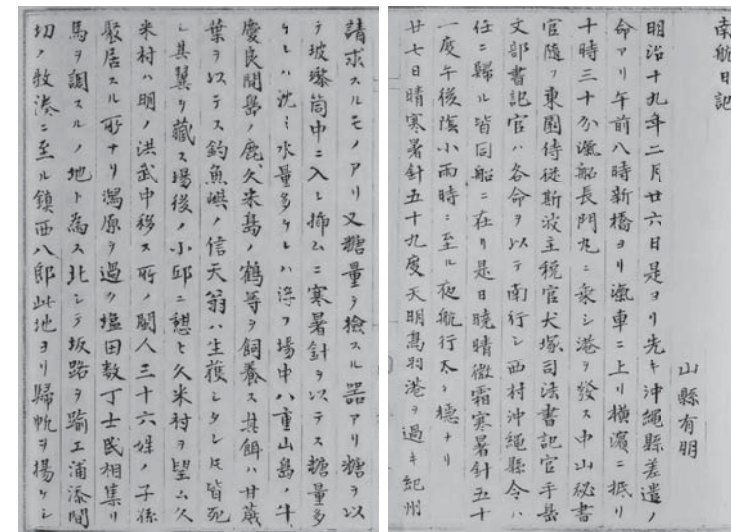 南航日記
山縣有朋
明治十九年二月廿六日是ヨリ先キ沖縄縣差遣ノ
命アリ午前八時新橋ヨリ滊車ニ上リ横濱ニ抵リ
十時三十分滊船長門丸ニ乗シ港ヲ發ス中山秘書
官隨フ東園侍従斯波主税官犬塚司法書記官手島
文部書記官ハ各命ヲ以テ南行シ西村沖縄縣令ハ
任ニ歸ル皆同船ニ在リ是日曉晴微霜寒暑針五十
一度午後陰小雨時ニ至ル夜航行太タ穏ナリ
廿七日晴寒暑針五十九度天明鳥羽港ヲ過キ紀州
請求スルモノアリ又糖量ヲ檢スル器アリ糖ヲ以
テ玻璨筒中ニ入レ挿ムニ寒暑針ヲ以テス糖量多
ケレハ沈ミ水量多ケレハ浮フ場中八重山島ノ牛
慶良間島ノ鹿久米島ノ鶴等ヲ飼養ス其餌ハ甘蔗
葉ヲ以テス釣魚嶼ノ信天翁ハ生獲シタレ𪜈皆死
シ其翼ヲ藏ス場後ノ小邱ニ憩ヒ久米村ヲ望ム久
米村ハ明ノ洪武中移ス所ノ閩人三十六姓ノ子孫
聚居スル所ナリ潟原ヲ過ク塩田数丁士民相集リ
馬ヲ調スルノ地ト為ス北シテ坂路ヲ踰エ浦添間
切ノ牧湊ニ至ル鎮西八郎此地ヨリ歸帆ヲ揚ケシ